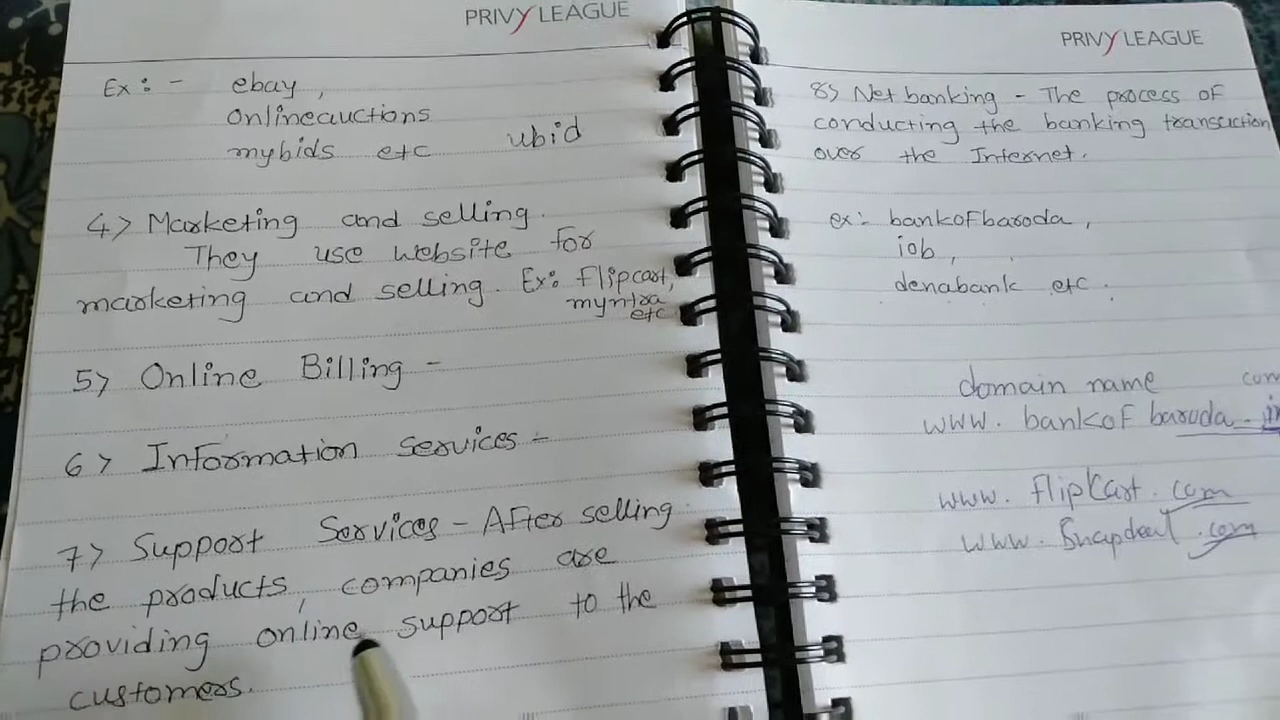 PRIVY LEAGUE
Ex:- ebay,
onlineauctions
mybids etc ubid
4> Marketing and selling.
They use website for
marketing and selling. Ex: flipcart,
myntra
etc
5> Online Billing -
6> Information Services -
7> Support Services - After selling
the products, companies are
providing online support to the
customers.
PRIVY LEAGUE
8> Net banking - The process of
conducting the banking transaction
over the Internet.
ex:- bankofbaroda,
iob,
denabank etc.
domain name com
www. bankof baroda.in
www. flipkart.com
www. Snapdeal.com